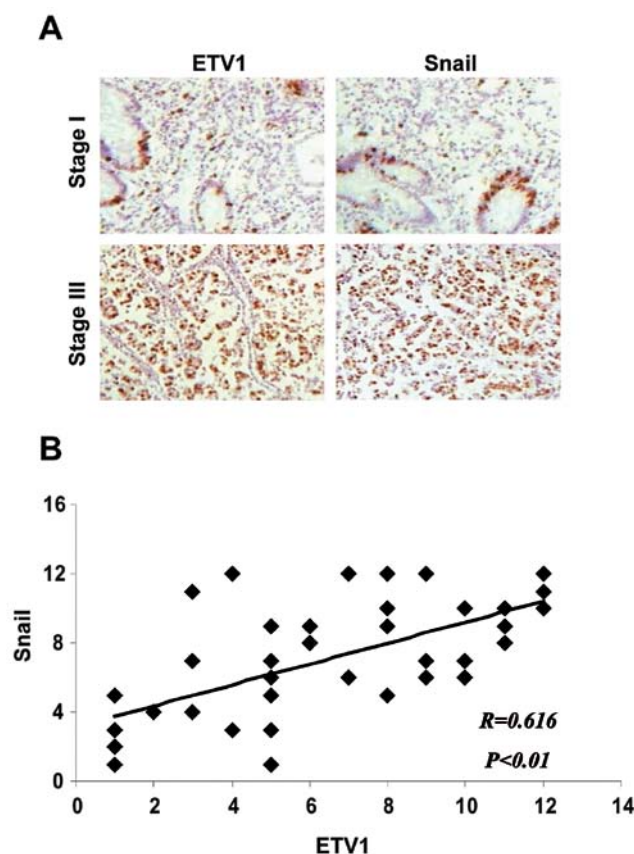 A
ETV1 Snail
Stage I
Stage III
B
16
12
8
4
0
Snail
R=0.616
P<0.01
0 2 4 6 8 10 12 14
ETV1